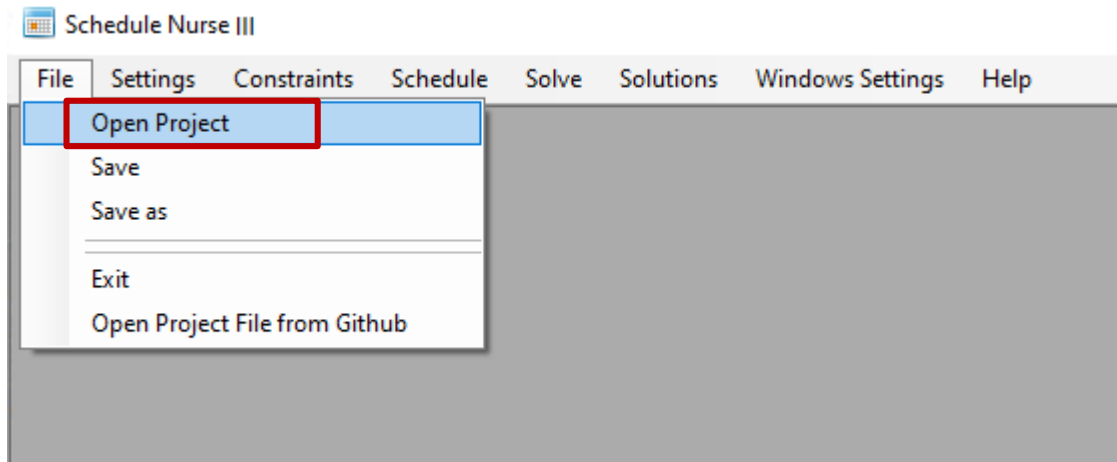 Schedule Nurse III
File Settings Constraints Schedule Solve Solutions Windows Settings Help
Open Project
Save
Save as
Exit
Open Project File from Github